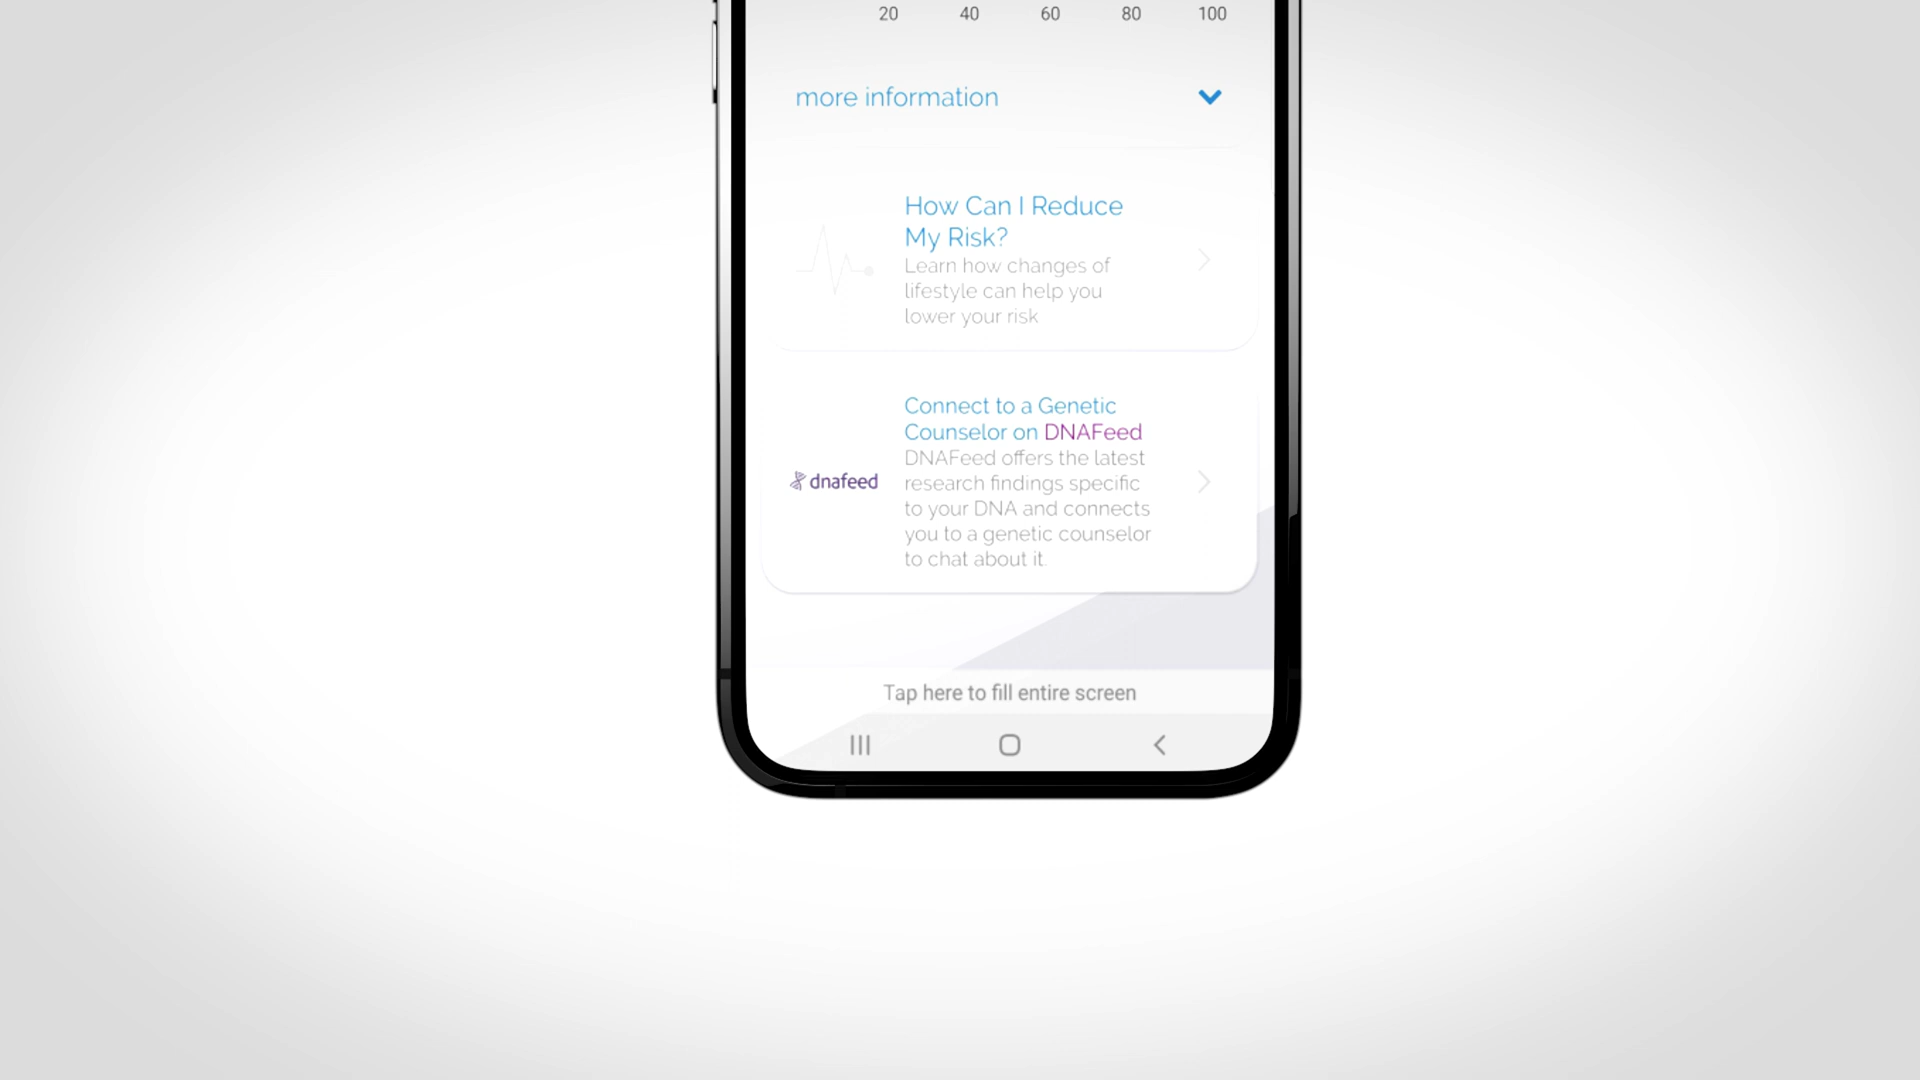 20 40 60 80 100
more information
How Can I Reduce
My Risk?
Learn how changes of
lifestyle can help you
lower your risk
Connect to a Genetic
Counselor on DNAFeed
dnafeed
DNAFeed offers the latest
research findings specific
to your DNA and connects
you to a genetic counselor
to chat about it.
Tap here to fill entire screen